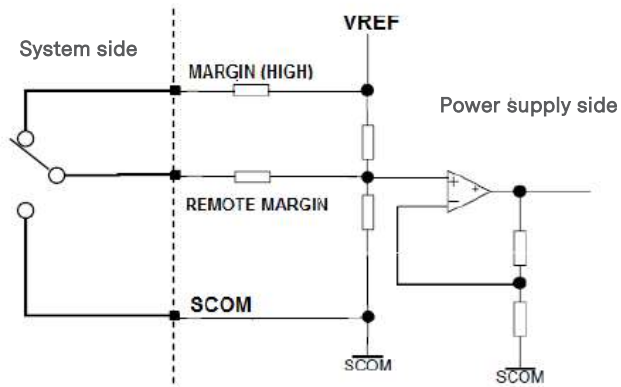 VREF
System side
MARGIN (HIGH)
Power supply side
REMOTE MARGIN
SCOM
SCOM
SCOM